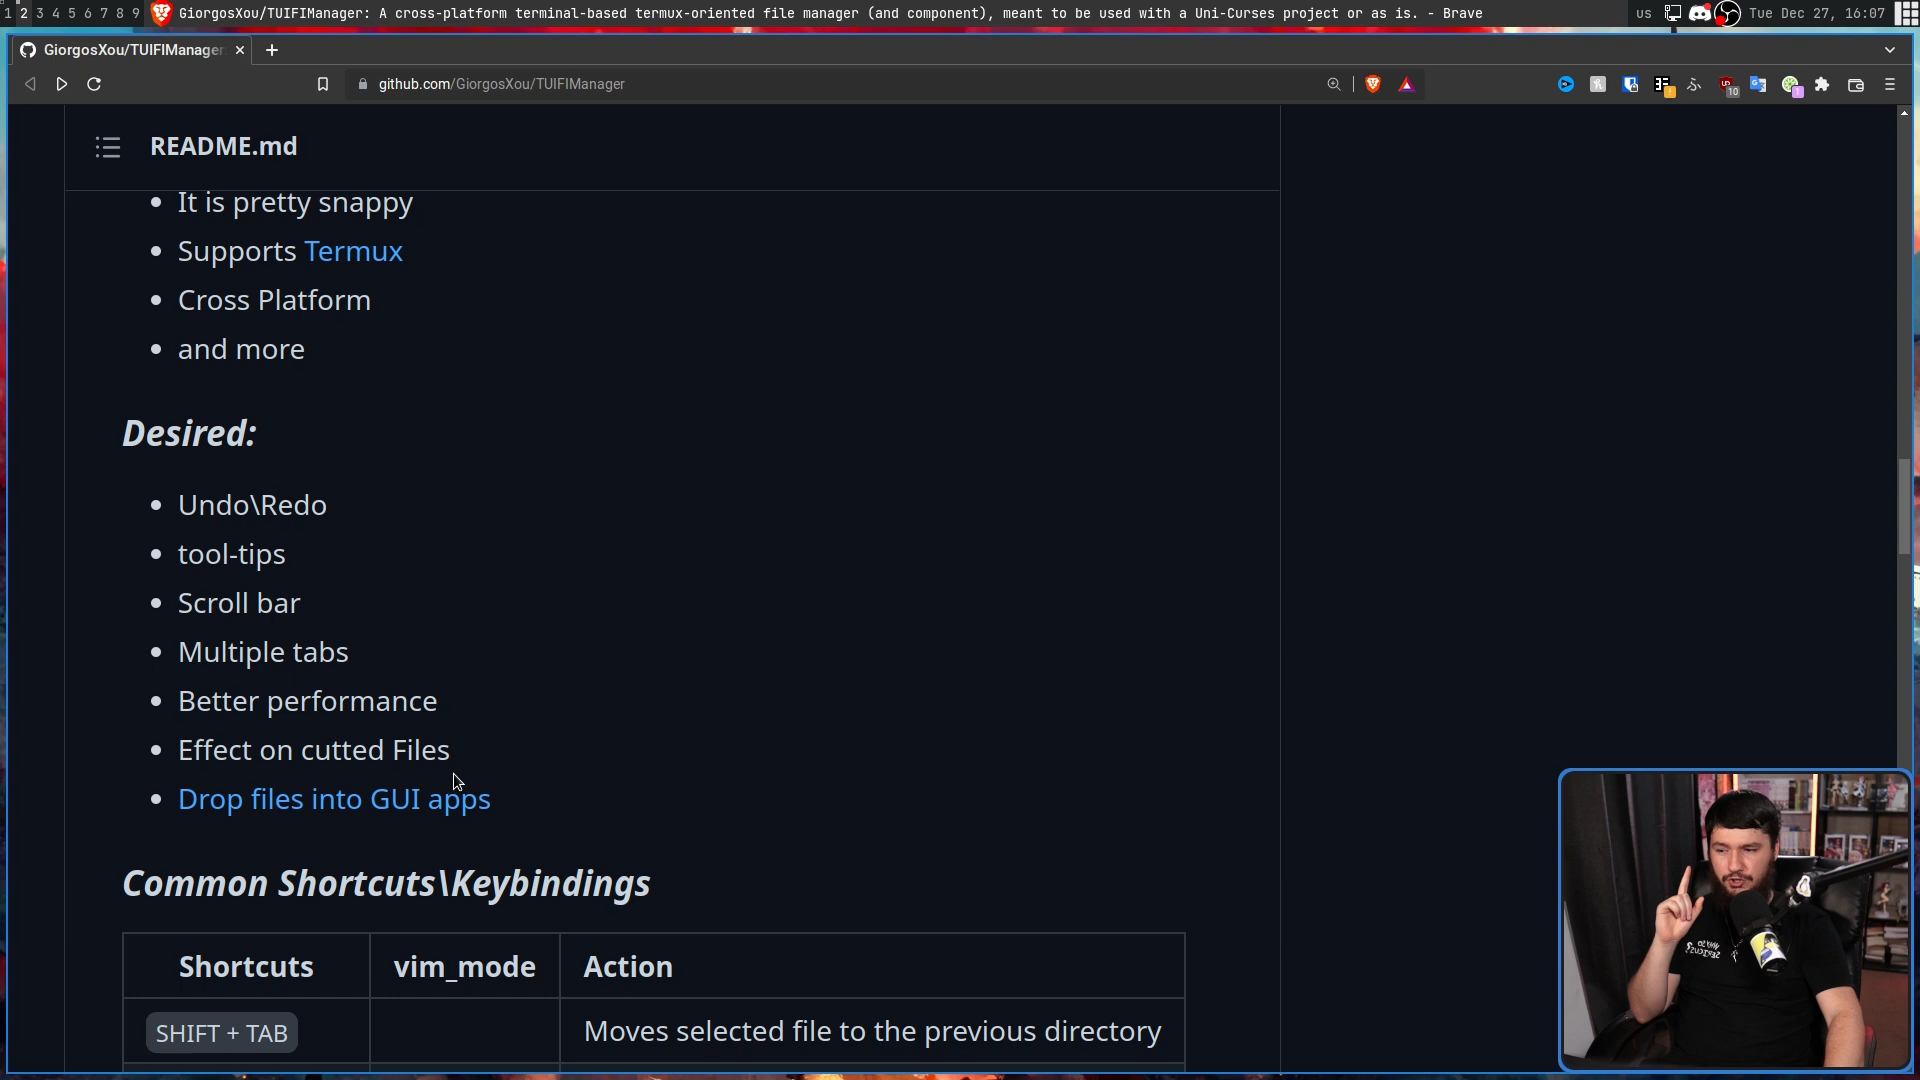 1 2 3 4 5 6 7 8 9 GiorgosXou/TUIFIManager: A cross-platform terminal-based termux-oriented file manager (and component), meant to be used with a Uni-Curses project or as is. - Brave us Tue Dec 27, 16:07
GiorgosXou/TUIFIManager
github.com/GiorgosXou/TUIFIManager
10
1
README.md
It is pretty snappy
Supports Termux
Cross Platform
and more
Desired:
Undo\Redo
tool-tips
Scroll bar
Multiple tabs
Better performance
Effect on cutted Files
Drop files into GUI apps
Common Shortcuts\Keybindings
Shortcuts vim_mode Action
SHIFT + TAB Moves selected file to the previous directory